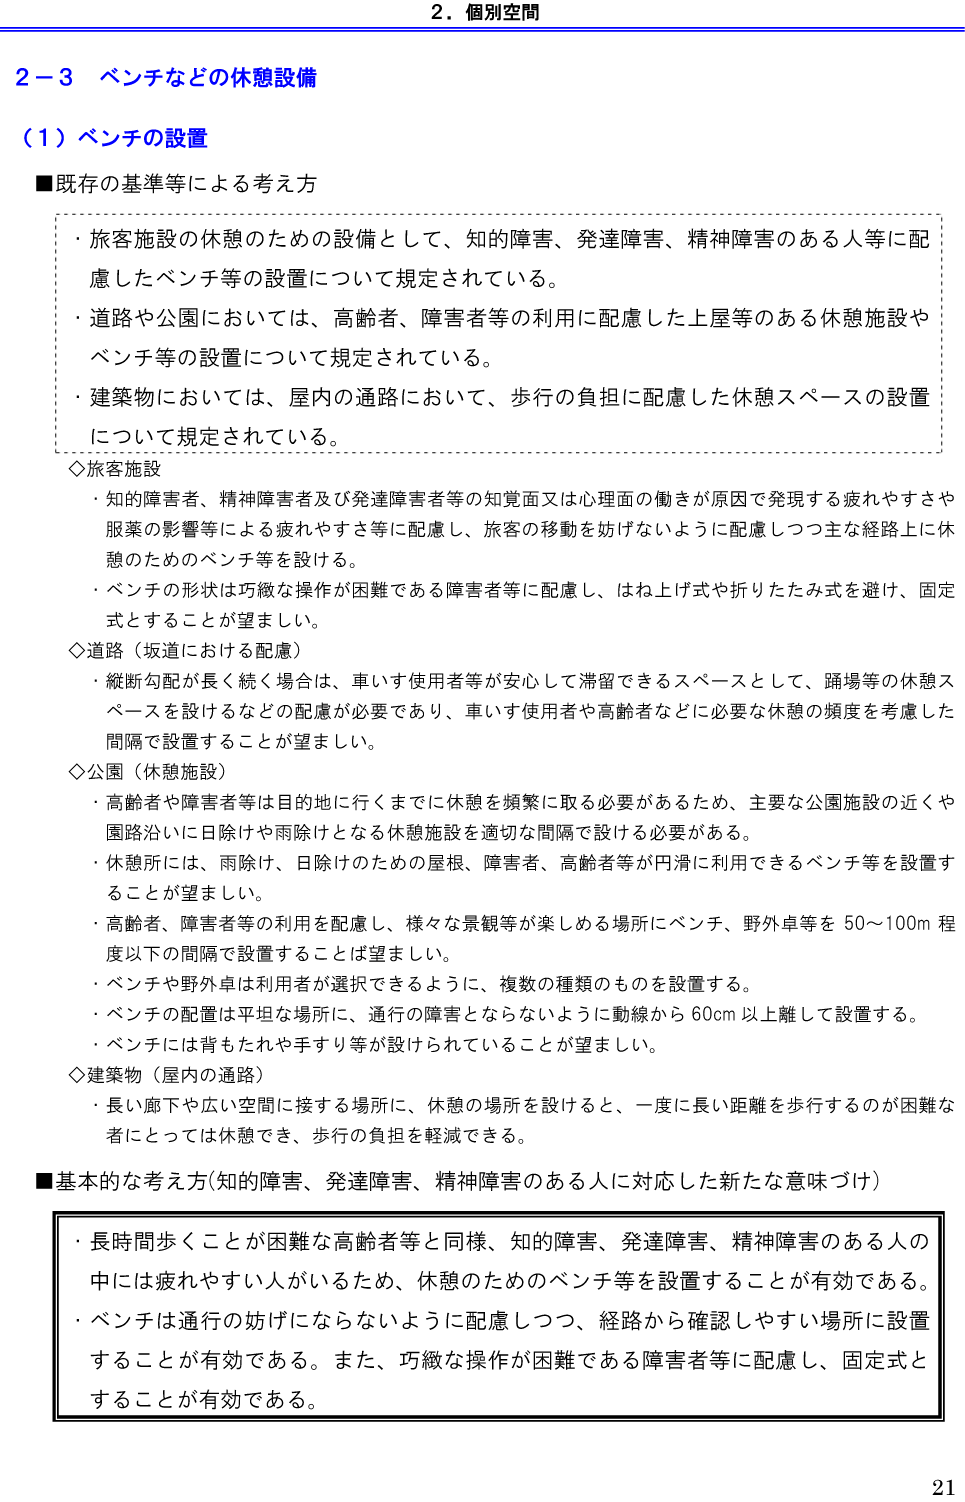 ２．個別空間
２－３　ベンチなどの休憩設備
（１）ベンチの設置
■既存の基準等による考え方
・旅客施設の休憩のための設備として、知的障害、発達障害、精神障害のある人等に配
慮したベンチ等の設置について規定されている。
・道路や公園においては、高齢者、障害者等の利用に配慮した上屋等のある休憩施設や
ベンチ等の設置について規定されている。
・建築物においては、屋内の通路において、歩行の負担に配慮した休憩スペースの設置
について規定されている。
◇旅客施設
・知的障害者、精神障害者及び発達障害者等の知覚面又は心理面の働きが原因で発現する疲れやすさや
服薬の影響等による疲れやすさ等に配慮し、旅客の移動を妨げないように配慮しつつ主な経路上に休
憩のためのベンチ等を設ける。
・ベンチの形状は巧緻な操作が困難である障害者等に配慮し、はね上げ式や折りたたみ式を避け、固定
式とすることが望ましい。
◇道路（坂道における配慮）
・縦断勾配が長く続く場合は、車いす使用者等が安心して滞留できるスペースとして、踊場等の休憩ス
ペースを設けるなどの配慮が必要であり、車いす使用者や高齢者などに必要な休憩の頻度を考慮した
間隔で設置することが望ましい。
◇公園（休憩施設）
・高齢者や障害者等は目的地に行くまでに休憩を頻繁に取る必要があるため、主要な公園施設の近くや
園路沿いに日除けや雨除けとなる休憩施設を適切な間隔で設ける必要がある。
・休憩所には、雨除け、日除けのための屋根、障害者、高齢者等が円滑に利用できるベンチ等を設置す
ることが望ましい。
・高齢者、障害者等の利用を配慮し、様々な景観等が楽しめる場所にベンチ、野外卓等を 50～100m 程
度以下の間隔で設置することば望ましい。
・ベンチや野外卓は利用者が選択できるように、複数の種類のものを設置する。
・ベンチの配置は平坦な場所に、通行の障害とならないように動線から 60cm 以上離して設置する。
・ベンチには背もたれや手すり等が設けられていることが望ましい。
◇建築物（屋内の通路）
・長い廊下や広い空間に接する場所に、休憩の場所を設けると、一度に長い距離を歩行するのが困難な
者にとっては休憩でき、歩行の負担を軽減できる。
■基本的な考え方(知的障害、発達障害、精神障害のある人に対応した新たな意味づけ)
・長時間歩くことが困難な高齢者等と同様、知的障害、発達障害、精神障害のある人の
中には疲れやすい人がいるため、休憩のためのベンチ等を設置することが有効である。
・ベンチは通行の妨げにならないように配慮しつつ、経路から確認しやすい場所に設置
することが有効である。また、巧緻な操作が困難である障害者等に配慮し、固定式と
することが有効である。
21